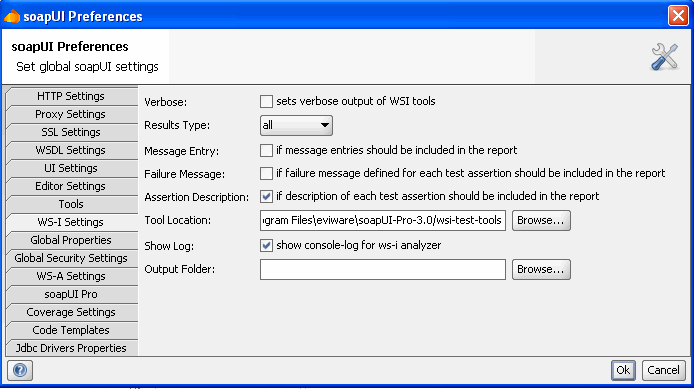 soapUI Preferences
soapUI Preferences
Set global soapUI settings
HTTP Settings
Proxy Settings
SSL Settings
WSDL Settings
UI Settings
Editor Settings
Tools
WS-I Settings
Global Properties
Global Security Settings
WS-A Settings
soapUI Pro
Coverage Settings
Code Templates
Jdbc Drivers Properties
Verbose: sets verbose output of WSI tools
Results Type: all
Message Entry: if message entries should be included in the report
Failure Message: if failure message defined for each test assertion should be included in the report
Assertion Description: if description of each test assertion should be included in the report
Tool Location: gram Files\eviware\soapUI-Pro-3.0/wsi-test-tools Browse...
Show Log: show console-log for ws-i analyzer
Output Folder: Browse...
? Ok Cancel